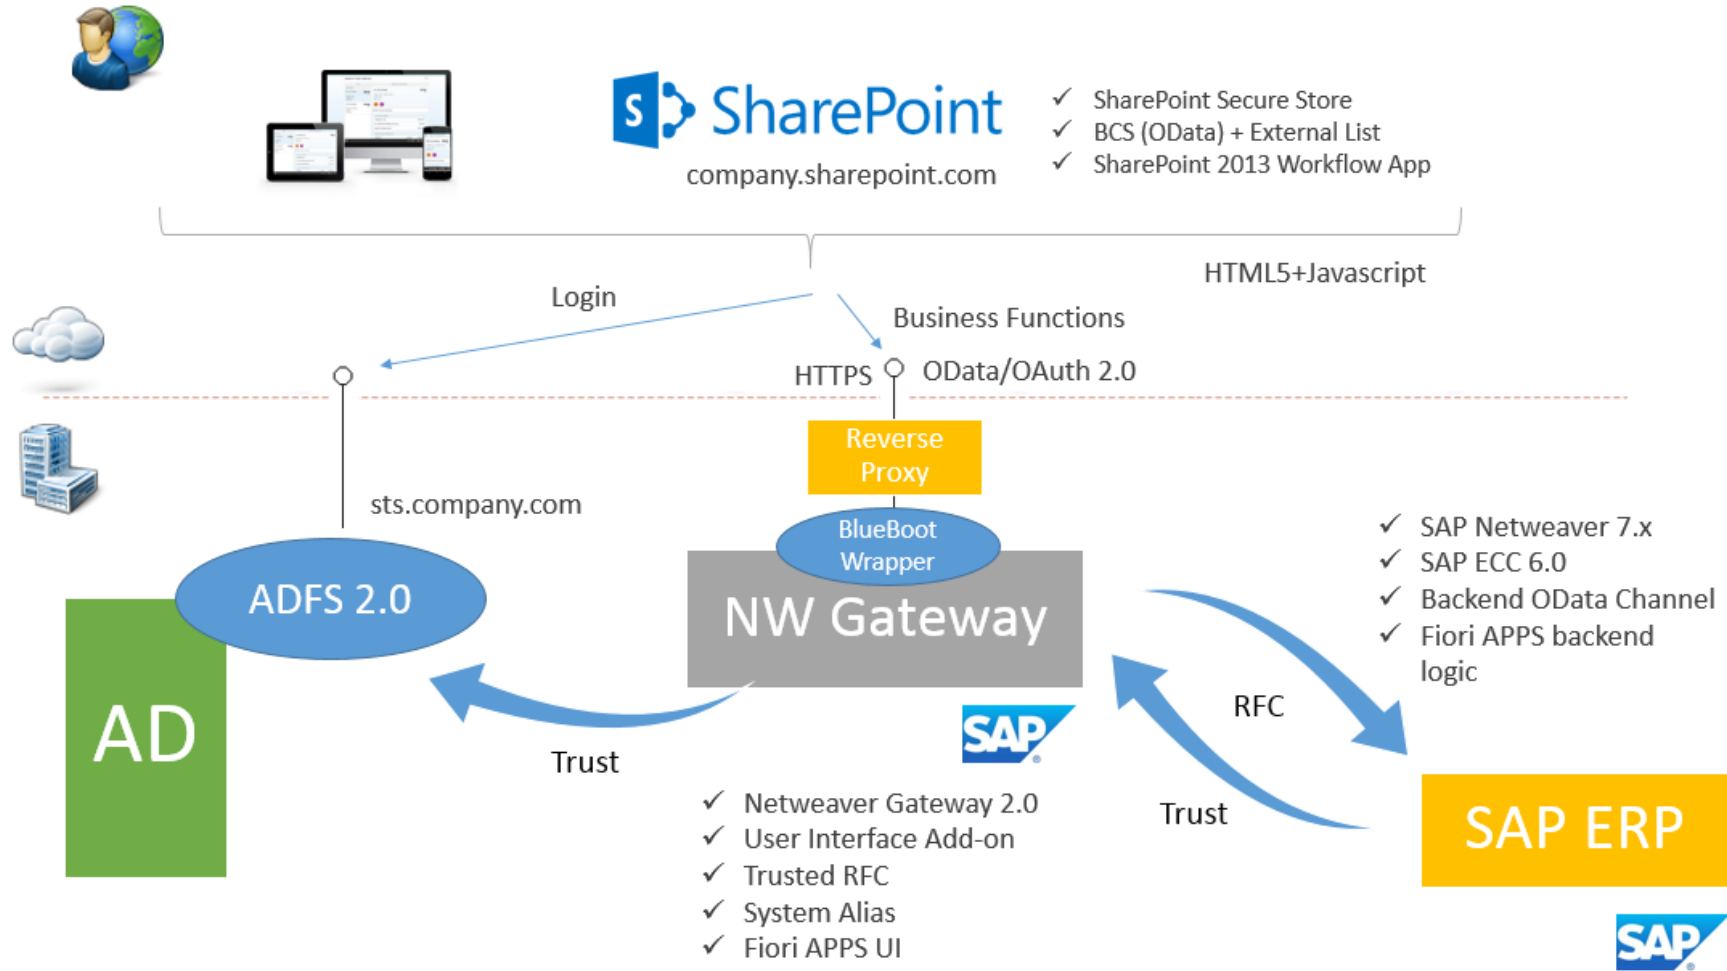 S SharePoint
company.sharepoint.com
✓ SharePoint Secure Store
✓ BCS (OData) + External List
✓ SharePoint 2013 Workflow App
HTML5+Javascript
Login
Business Functions
HTTPS
OData/OAuth 2.0
Reverse
Proxy
BlueBoot
Wrapper
NW Gateway
sts.company.com
ADFS 2.0
AD
Trust
SAP
✓ Netweaver Gateway 2.0
✓ User Interface Add-on
✓ Trusted RFC
✓ System Alias
✓ Fiori APPS UI
✓ SAP Netweaver 7.x
✓ SAP ECC 6.0
✓ Backend OData Channel
✓ Fiori APPS backend
logic
RFC
Trust
SAP ERP
SAP